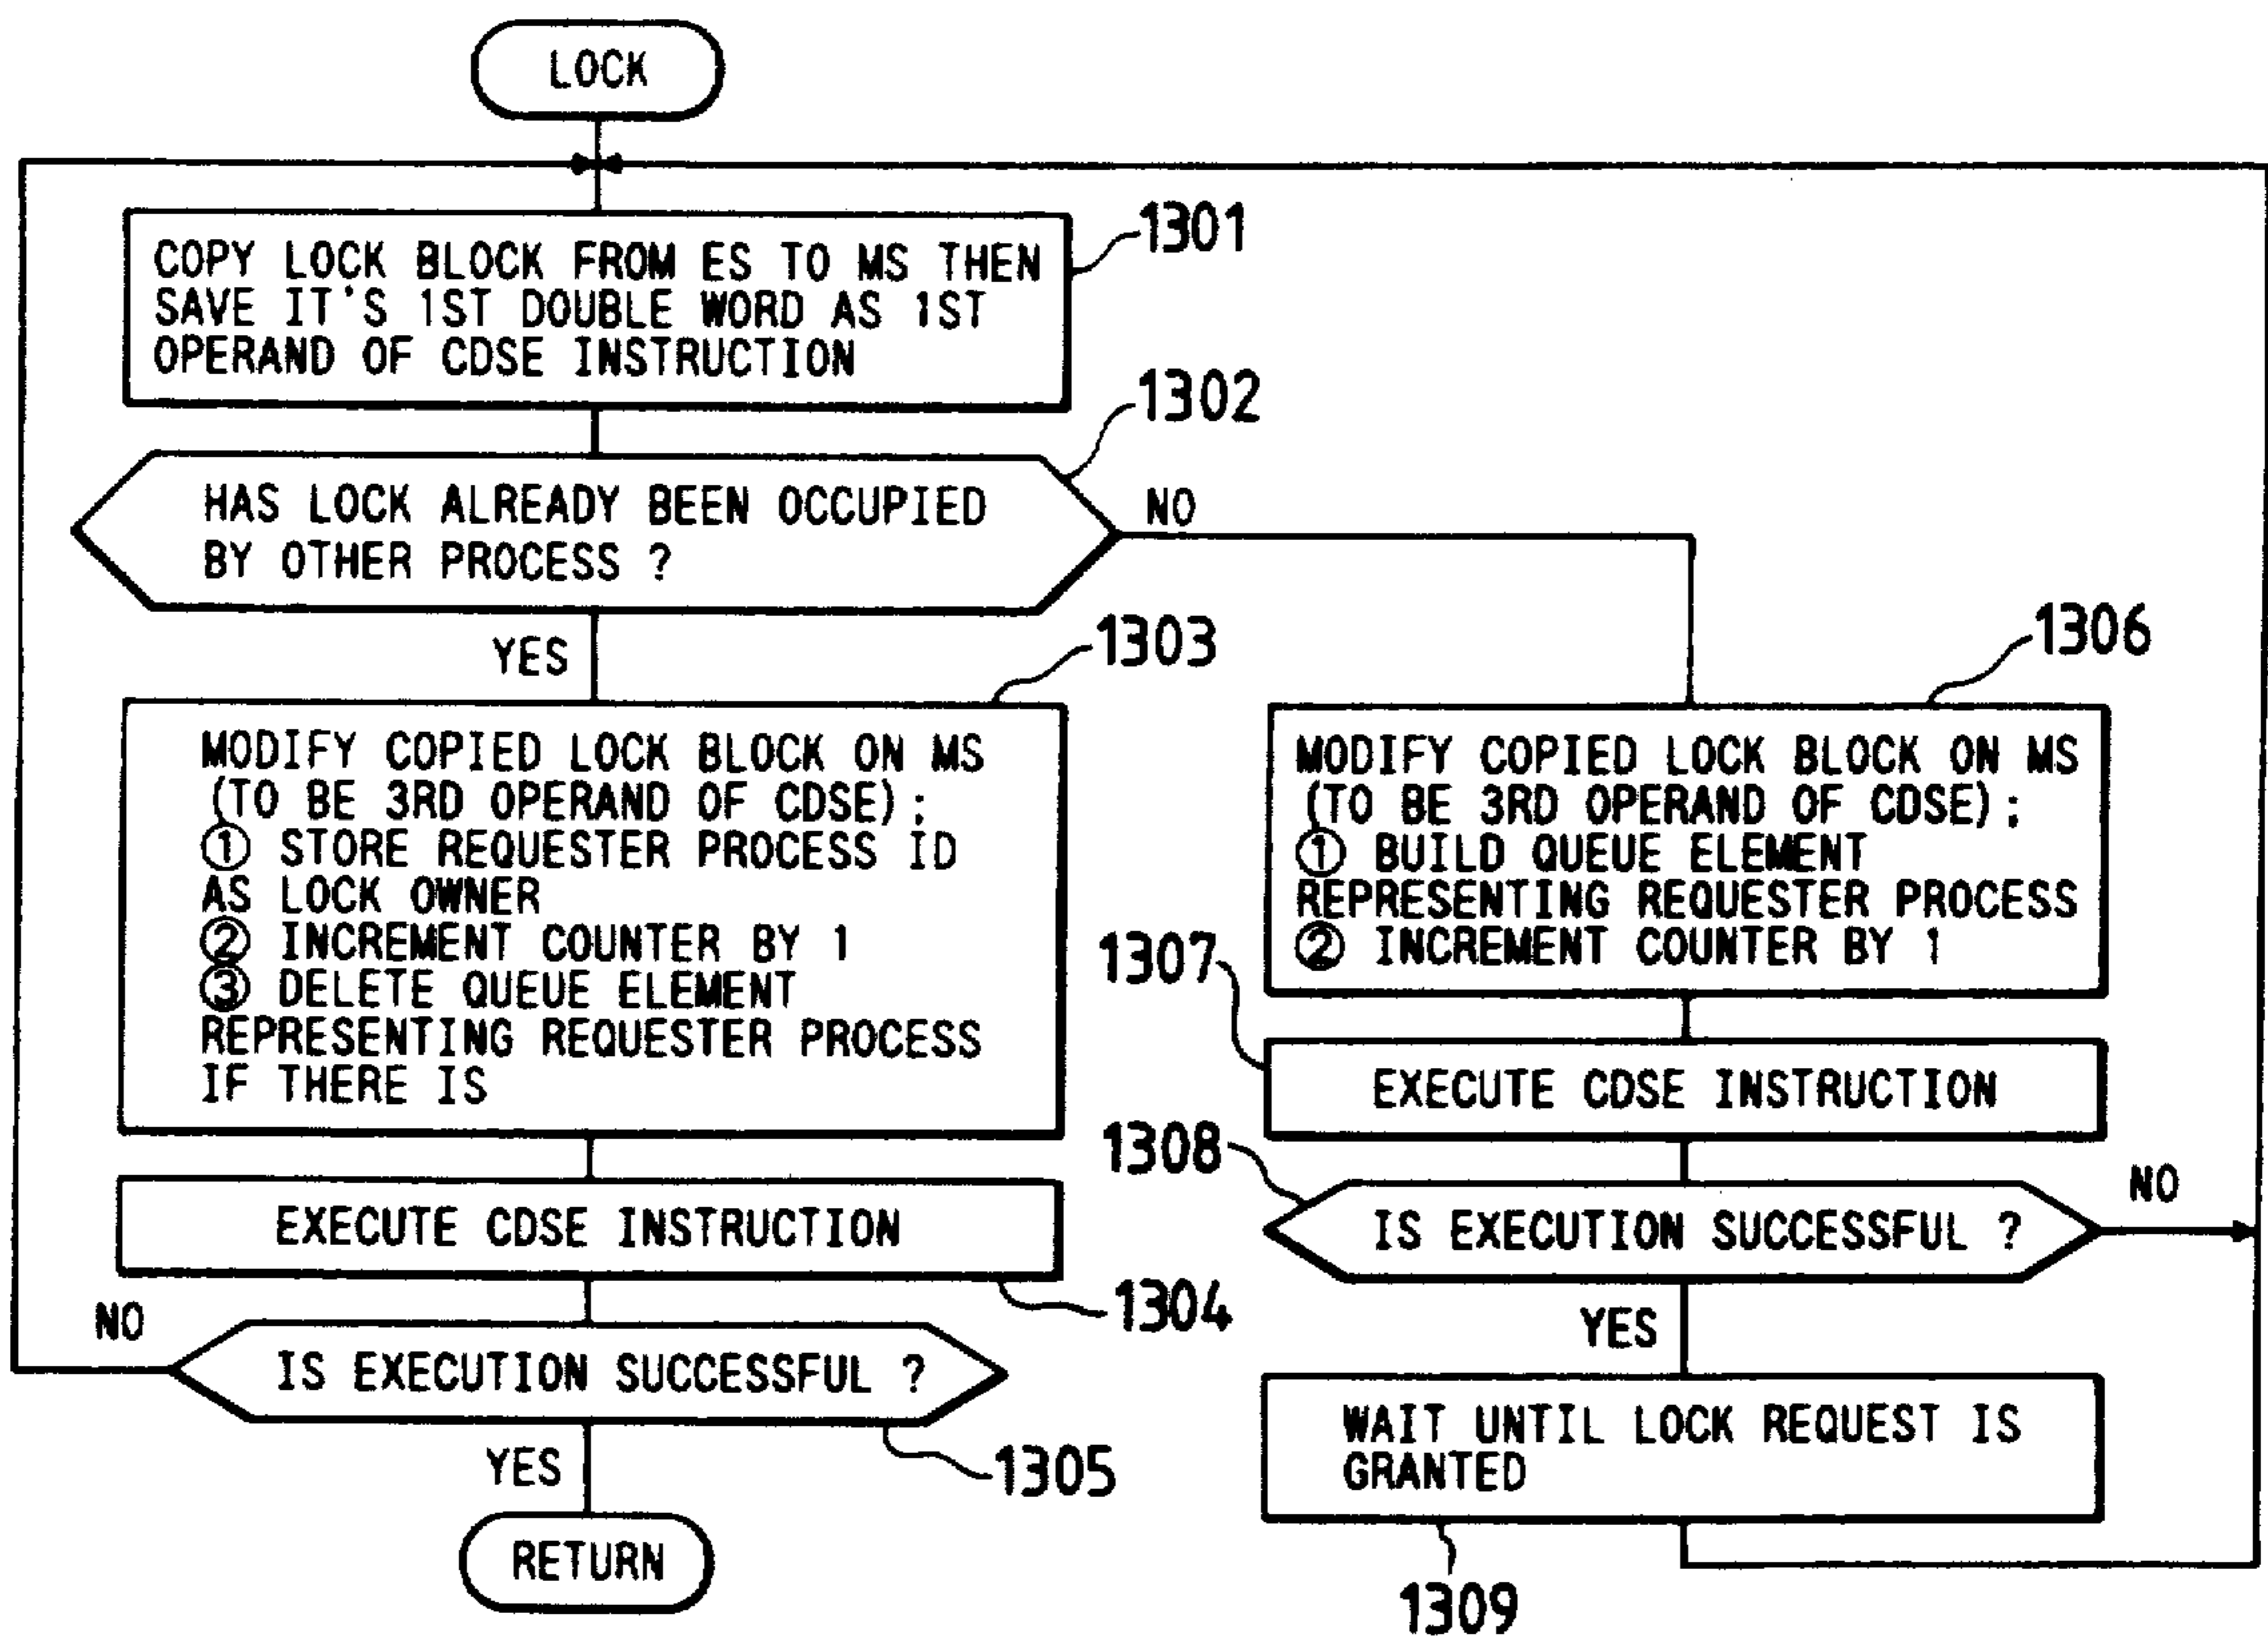 LOCK
1301
COPY LOCK BLOCK FROM ES TO MS THEN
SAVE IT'S 1ST DOUBLE WORD AS 1ST
OPERAND OF CDSE INSTRUCTION
1302
HAS LOCK ALREADY BEEN OCCUPIED
BY OTHER PROCESS ?
NO
YES
1303
MODIFY COPIED LOCK BLOCK ON MS
(TO BE 3RD OPERAND OF CDSE);
① STORE REQUESTER PROCESS ID
AS LOCK OWNER
② INCREMENT COUNTER BY 1
③ DELETE QUEUE ELEMENT
REPRESENTING REQUESTER PROCESS
IF THERE IS
EXECUTE CDSE INSTRUCTION
1304
NO
IS EXECUTION SUCCESSFUL ?
1305
YES
RETURN
1306
MODIFY COPIED LOCK BLOCK ON MS
(TO BE 3RD OPERAND OF CDSE);
① BUILD QUEUE ELEMENT
REPRESENTING REQUESTER PROCESS
② INCREMENT COUNTER BY 1
1307
EXECUTE CDSE INSTRUCTION
1308
IS EXECUTION SUCCESSFUL ?
NO
YES
WAIT UNTIL LOCK REQUEST IS
GRANTED
1309